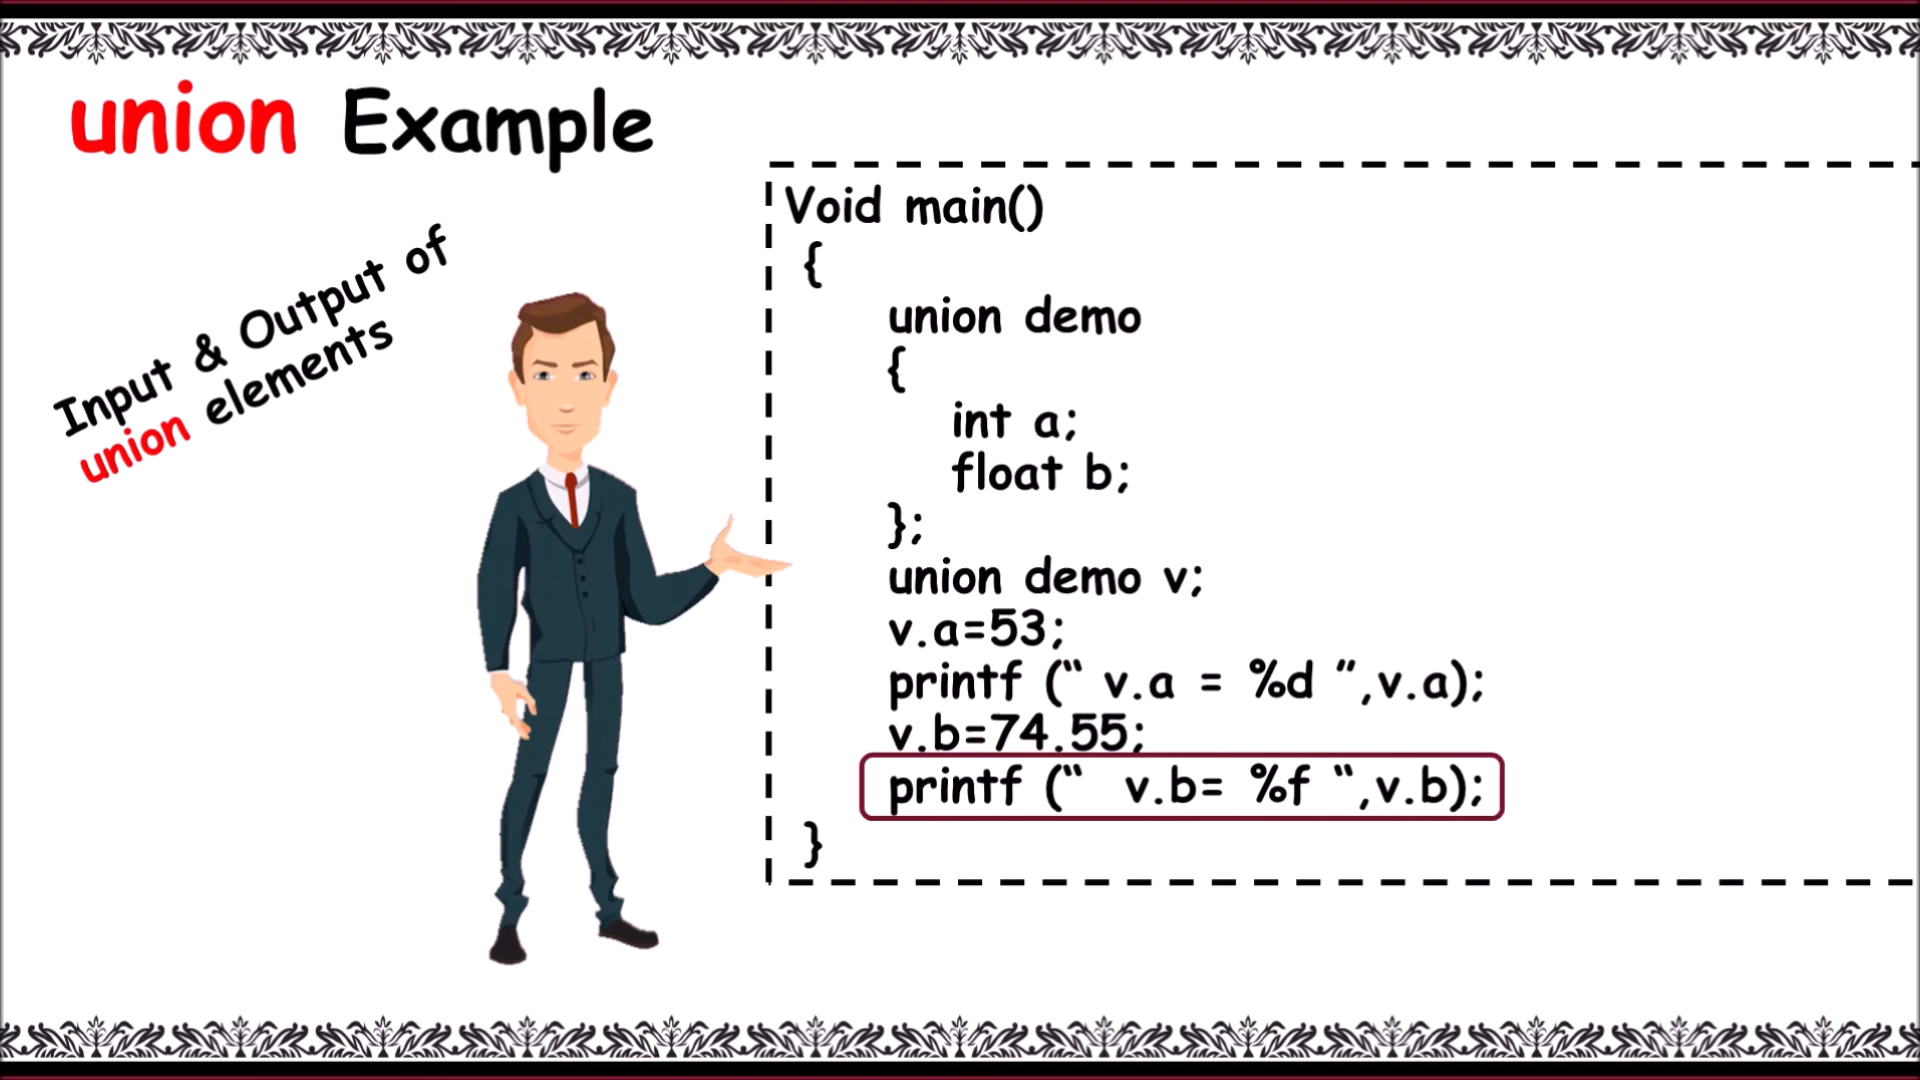 union Example
Input & Output of
union elements
Void main()
{
union demo
{
int a;
float b;
};
union demo v;
v.a=53;
printf (“ v.a = %d ”,v.a);
v.b=74.55;
printf (“ v.b= %f “,v.b);
}